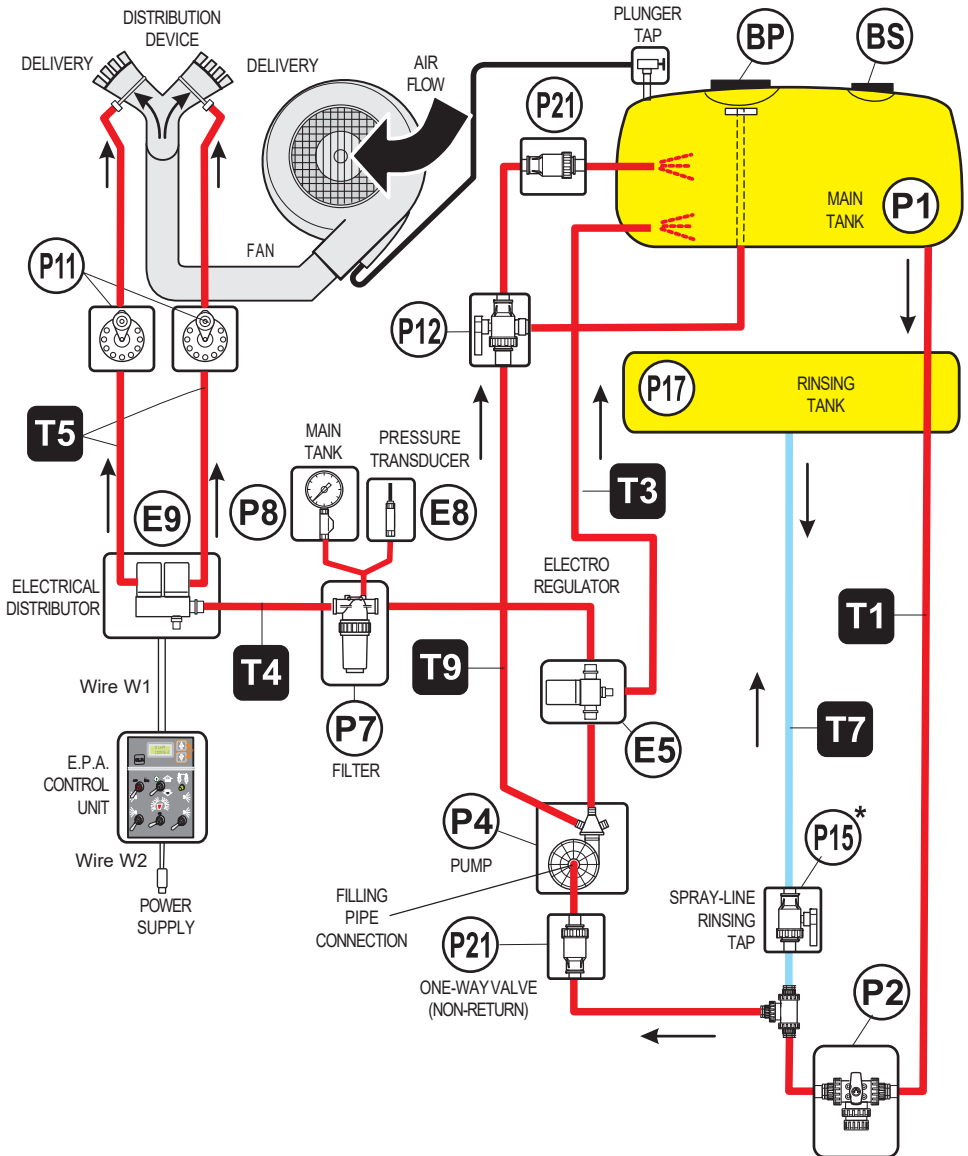 DISTRIBUTION
DEVICE
DELIVERY
DELIVERY
AIR
FLOW
PLUNGER
TAP
BP
BS
P21
MAIN
TANK
P1
FAN
P11
P12
P17
RINSING
TANK
T5
MAIN
TANK
PRESSURE
TRANSDUCER
P8
E8
T3
E9
ELECTRICAL
DISTRIBUTOR
ELECTRO
REGULATOR
T1
T4
T9
Wire W1
P7
FILTER
E5
T7
E.P.A.
CONTROL
UNIT
P4
PUMP
P15*
Wire W2
FILLING
PIPE
CONNECTION
SPRAY-LINE
RINSING
TAP
POWER
SUPPLY
P21
ONE-WAY VALVE
(NON-RETURN)
P2